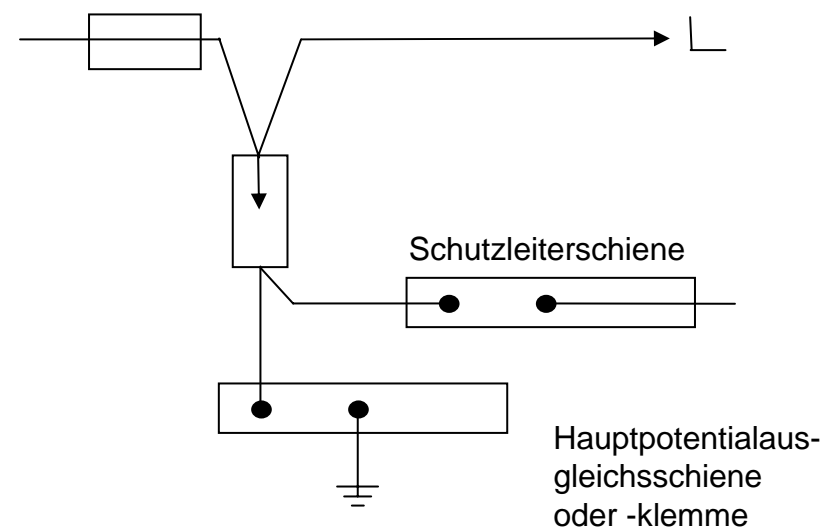 L
Schutzleiterschiene
Hauptpotentialaus-
gleichsschiene
oder -klemme